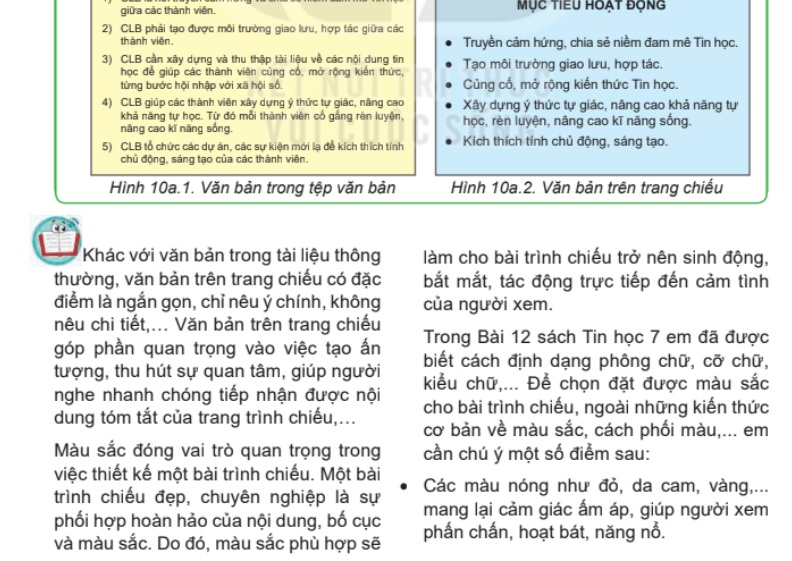 giữa các thành viên.
2) CLB phải tạo được môi trường giao lưu, hợp tác giữa các
thành viên.
3) CLB cần xây dựng và thu thập tài liệu về các nội dung tin
học để giúp các thành viên củng cố, mở rộng kiến thức,
từng bước hội nhập với xã hội số.
4) CLB giúp các thành viên xây dựng ý thức tự giác, nâng cao
khả năng tự học. Từ đó mỗi thành viên cố gắng rèn luyện,
nâng cao kĩ năng sống.
5) CLB tổ chức các dự án, các sự kiện mới lạ để kích thích tính
chủ động, sáng tạo của các thành viên.
MỤC TIÊU HOẠT ĐỘNG
• Truyền cảm hứng, chia sẻ niềm đam mê Tin học.
• Tạo môi trường giao lưu, hợp tác.
• Củng cố, mở rộng kiến thức Tin học.
• Xây dựng ý thức tự giác, nâng cao khả năng tự
học, rèn luyện, nâng cao kĩ năng sống.
• Kích thích tính chủ động, sáng tạo.
KẾT NỐI TRI THỨC
VỚI CUỘC SỐNG
Hình 10a.1. Văn bản trong tệp văn bản
Hình 10a.2. Văn bản trên trang chiếu
Khác với văn bản trong tài liệu thông
thường, văn bản trên trang chiếu có đặc
điểm là ngắn gọn, chỉ nêu ý chính, không
nêu chi tiết,... Văn bản trên trang chiếu
góp phần quan trọng vào việc tạo ấn
tượng, thu hút sự quan tâm, giúp người
nghe nhanh chóng tiếp nhận được nội
dung tóm tắt của trang trình chiếu,...
Màu sắc đóng vai trò quan trọng trong
việc thiết kế một bài trình chiếu. Một bài
trình chiếu đẹp, chuyên nghiệp là sự
phối hợp hoàn hảo của nội dung, bố cục
và màu sắc. Do đó, màu sắc phù hợp sẽ
làm cho bài trình chiếu trở nên sinh động,
bắt mắt, tác động trực tiếp đến cảm tình
của người xem.
Trong Bài 12 sách Tin học 7 em đã được
biết cách định dạng phông chữ, cỡ chữ,
kiểu chữ,... Để chọn đặt được màu sắc
cho bài trình chiếu, ngoài những kiến thức
cơ bản về màu sắc, cách phối màu,... em
cần chú ý một số điểm sau:
• Các màu nóng như đỏ, da cam, vàng,...
mang lại cảm giác ấm áp, giúp người xem
phấn chấn, hoạt bát, năng nổ.